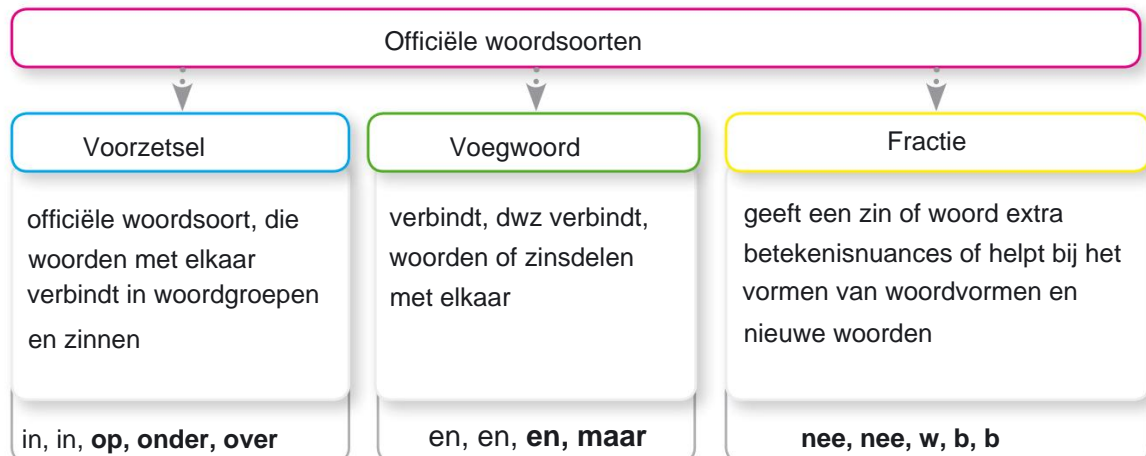 Officiële woordsoorten
Voorzetsel
officiële woordsoort, die
woorden met elkaar
verbindt in woordgroepen
en zinnen
in, in, op, onder, over
Voegwoord
verbindt, dwz verbindt,
woorden of zinsdelen
met elkaar
en, en, en, maar
Fractie
geeft een zin of woord extra
betekenisnuances of helpt bij het
vormen van woordvormen en
nieuwe woorden
nee, nee, w, b, b